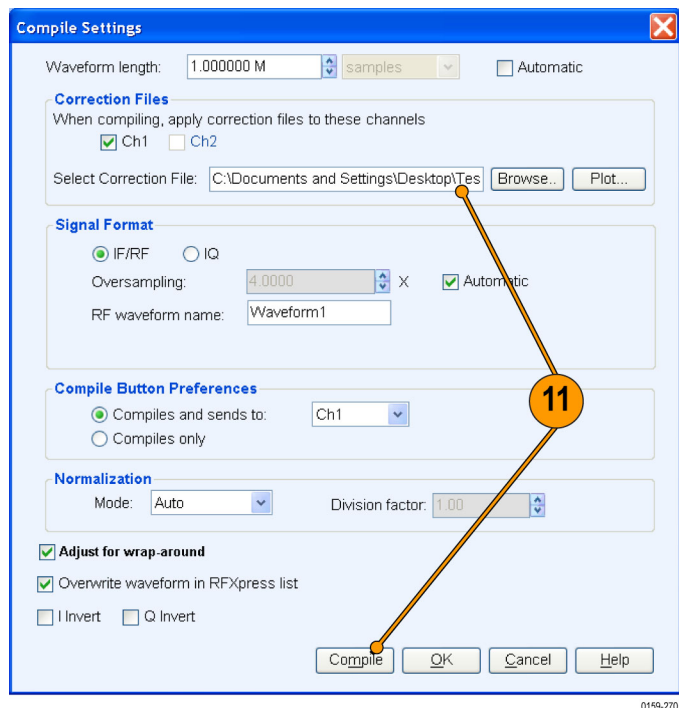 Compile Settings
Waveform length: 1.000000 M samples Automatic
Correction Files
When compiling, apply correction files to these channels
Ch1 Ch2
Select Correction File: C:\Documents and Settings\Desktop\Tes Browse.. Plot...
Signal Format
IF/RF IQ
Oversampling: 4.0000 X Automatic
RF waveform name: Waveform1
Compile Button Preferences
Compiles and sends to: Ch1
Compiles only
11
Normalization
Mode: Auto Division factor: 1.00
Adjust for wrap-around
Overwrite waveform in RFXpress list
I Invert Q Invert
Compile OK Cancel Help
0159-270